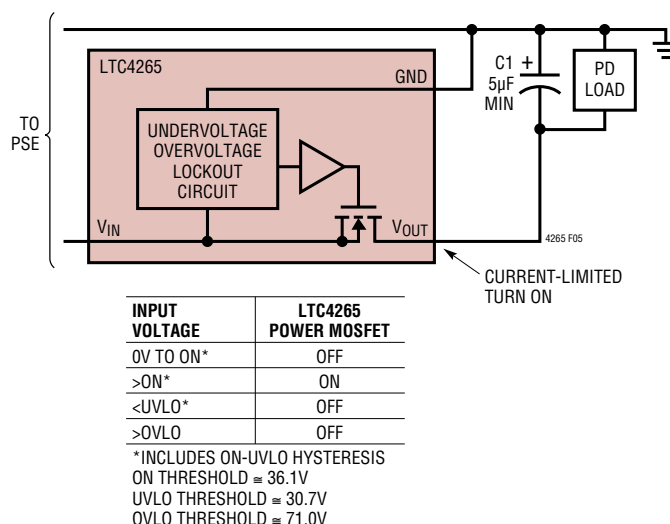 LTC4265
GND
C1 +
5µF
MIN
PD
LOAD
TO
PSE
UNDERVOLTAGE
OVERVOLTAGE
LOCKOUT
CIRCUIT
VIN
VOUT
4265 F05
CURRENT-LIMITED
TURN ON
INPUT VOLTAGE
LTC4265 POWER MOSFET
0V TO ON* OFF
>ON* ON
<UVLO* OFF
>OVLO OFF
*INCLUDES ON-UVLO HYSTERESIS
ON THRESHOLD ≅ 36.1V
UVLO THRESHOLD ≅ 30.7V
OVLO THRESHOLD ≅ 71.0V